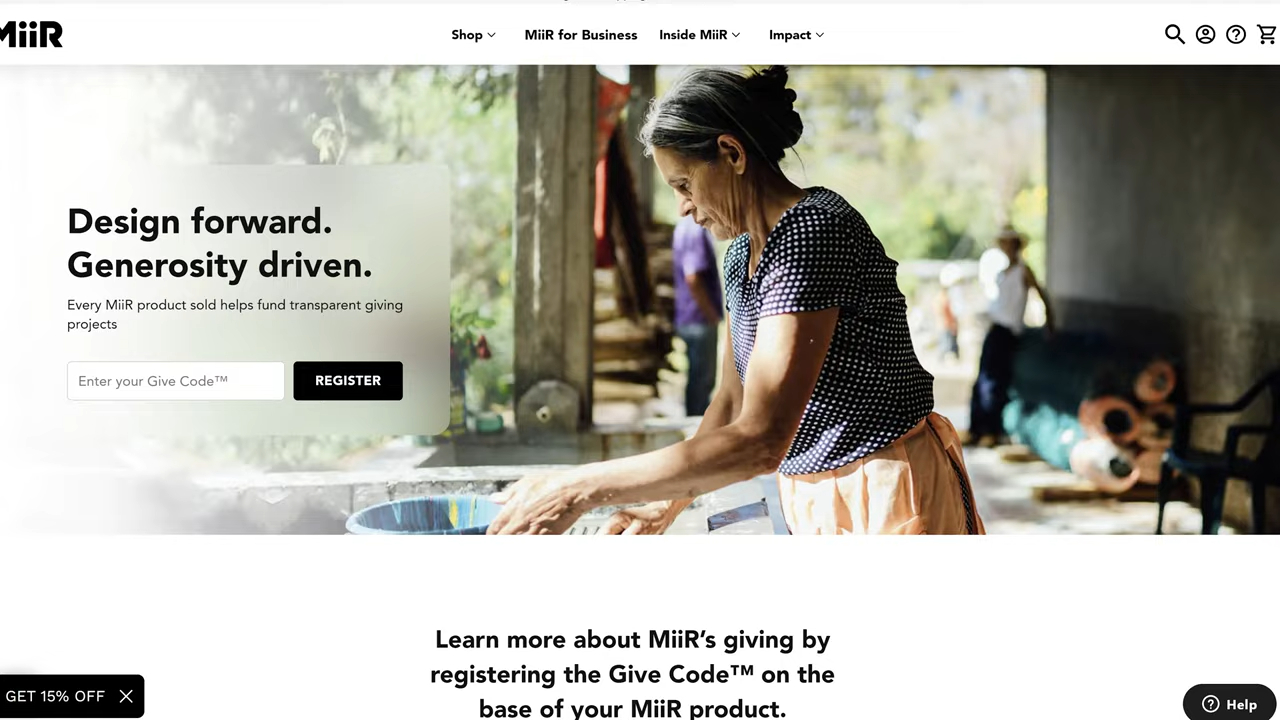 MiiR
Shop
MiiR for Business
Inside MiiR
Impact
Design forward.
Generosity driven.
Every MiiR product sold helps fund transparent giving
projects
Enter your Give Code™
REGISTER
Learn more about MiiR’s giving by
registering the Give Code™ on the
base of your MiiR product.
GET 15% OFF
Help